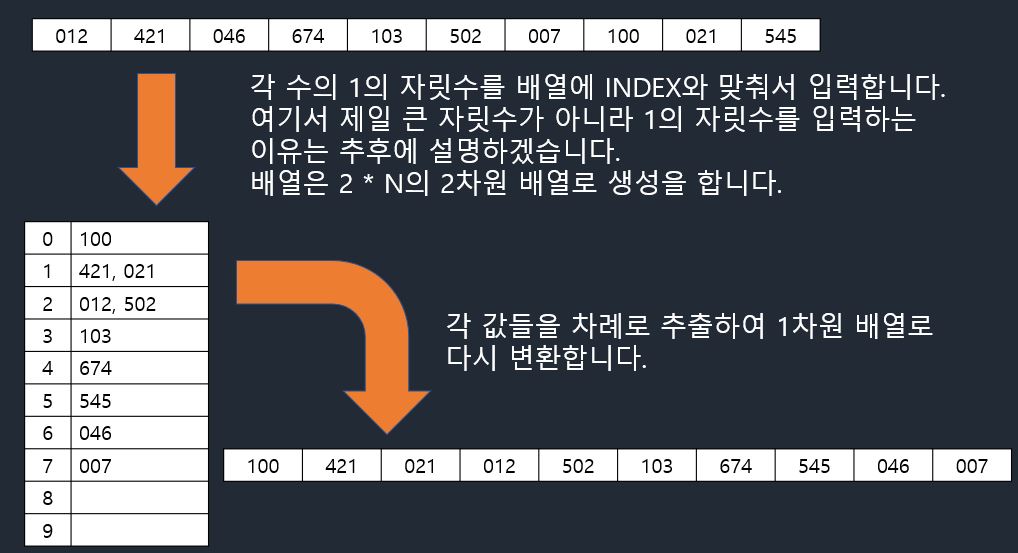 012 421 046 674 103 502 007 100 021 545
각 수의 1의 자릿수를 배열에 INDEX와 맞춰서 입력합니다.
여기서 제일 큰 자릿수가 아니라 1의 자릿수를 입력하는
이유는 추후에 설명하겠습니다.
배열은 2 * N의 2차원 배열로 생성을 합니다.
0 100
1 421, 021
2 012, 502
3 103
4 674
5 545
6 046
7 007
8
9
각 값들을 차례로 추출하여 1차원 배열로
다시 변환합니다.
100 421 021 012 502 103 674 545 046 007